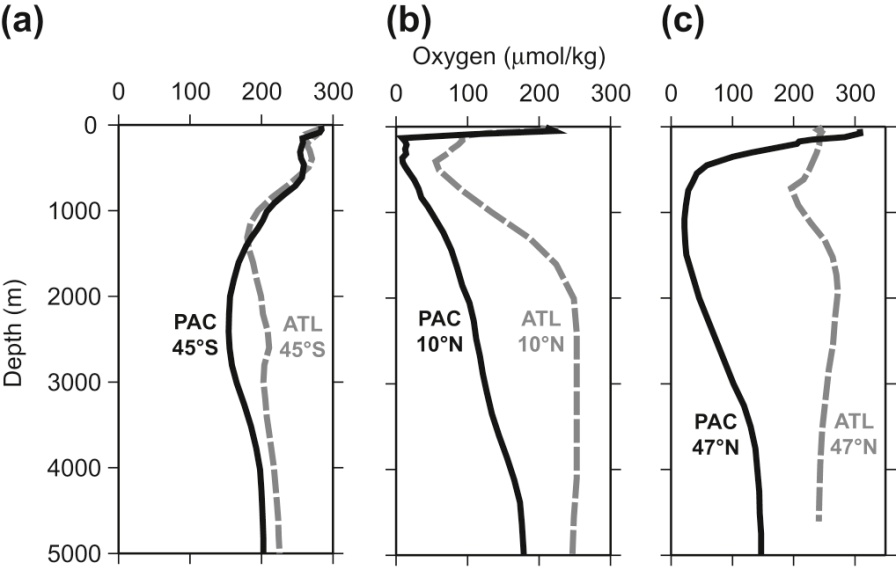 (a)
(b)
(c)
Oxygen (μmol/kg)
0 100 200 300
0 100 200 300
0 100 200 300
0
1000
2000
3000
4000
5000
Depth (m)
PAC
45°S
ATL
45°S
PAC
10°N
ATL
10°N
PAC
47°N
ATL
47°N